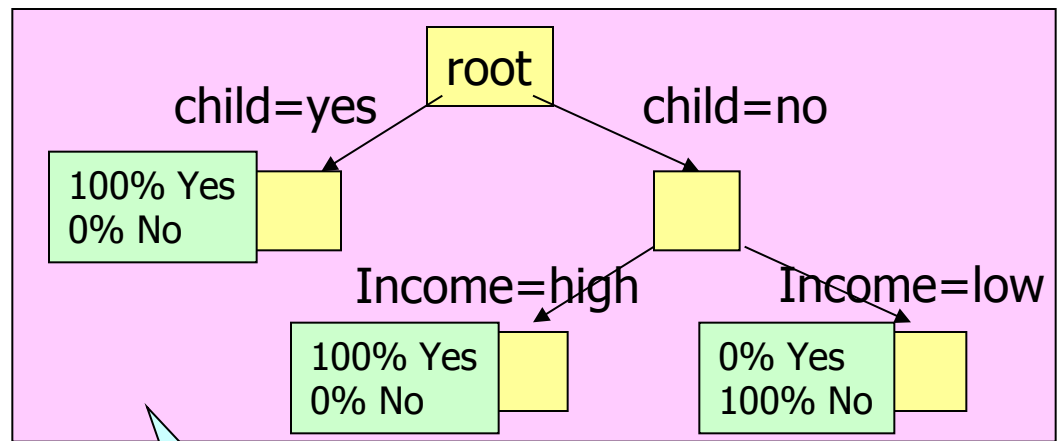 root
child=yes
child=no
100% Yes
0% No
Income=high
Income=low
100% Yes
0% No
0% Yes
100% No